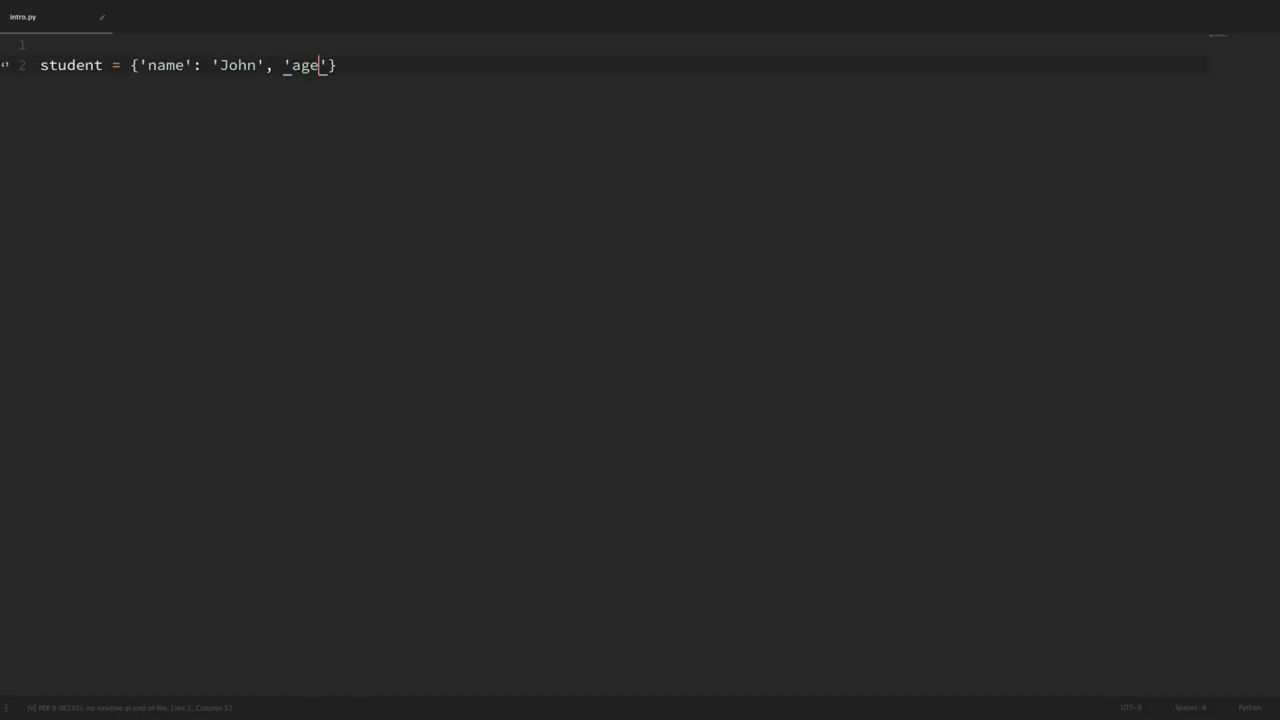 intro.py
1
2 student = {'name': 'John', 'age'}
[V] PEP 8 (W292): no newline at end of file, Line 2, Column 32
UTF-8 Spaces: 4 Python